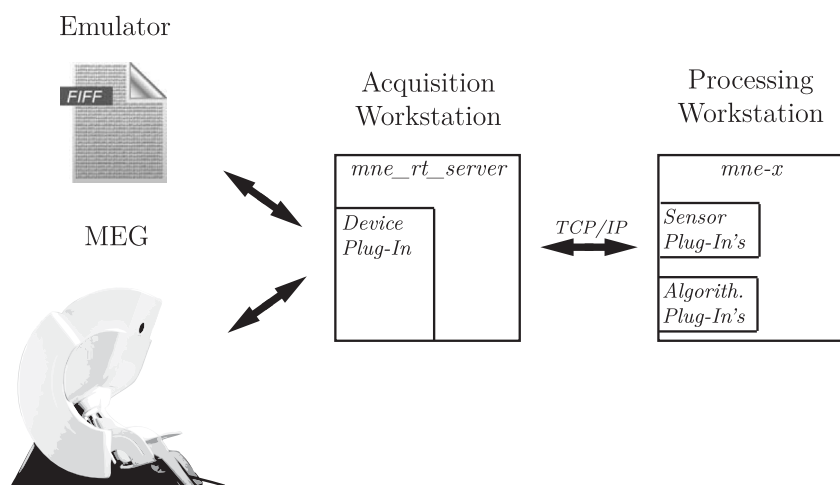 Emulator
FIFF
MEG
Acquisition
Workstation
mne_rt_server
Device
Plug-In
TCP/IP
Processing
Workstation
mne-x
Sensor
Plug-In's
Algorith.
Plug-In's